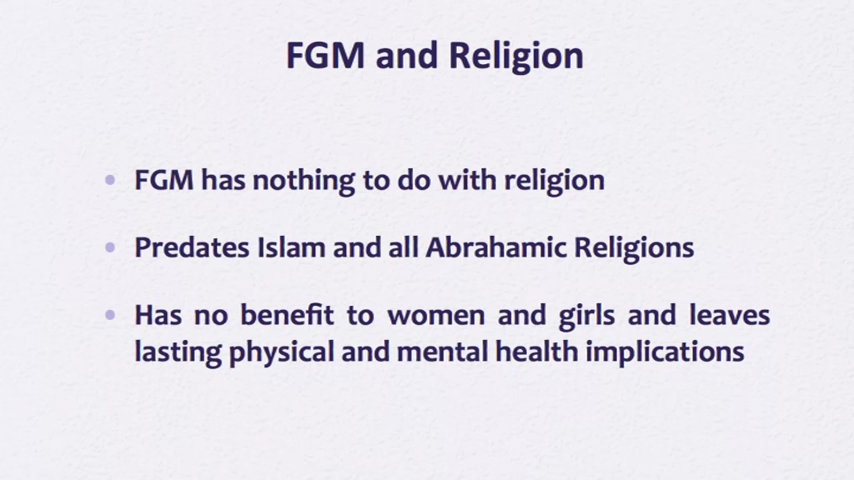 FGM and Religion
• FGM has nothing to do with religion
• Predates Islam and all Abrahamic Religions
• Has no benefit to women and girls and leaves
lasting physical and mental health implications